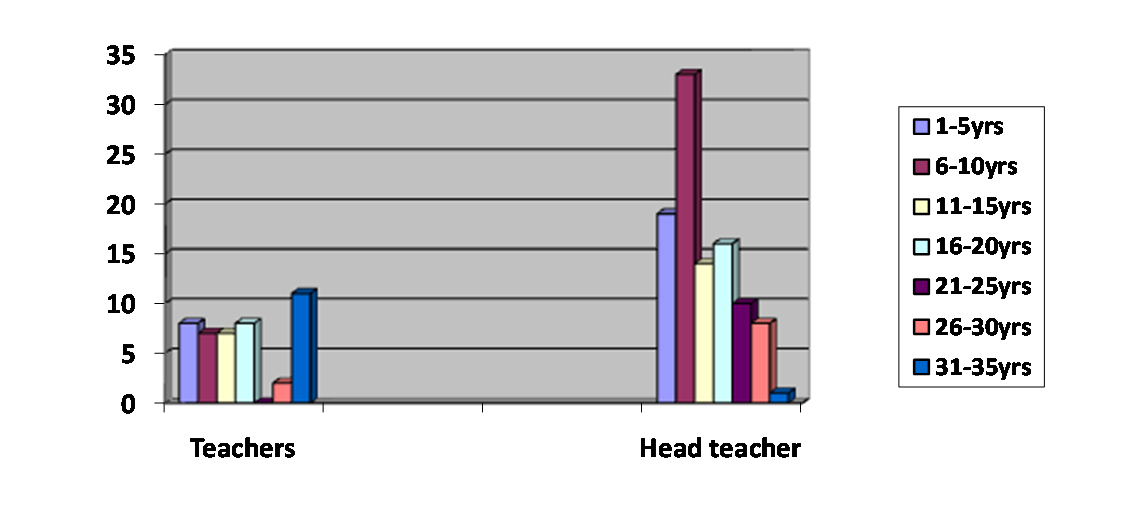 35
30
25
20
15
10
5
0
Teachers
Head teacher
1-5yrs
6-10yrs
11-15yrs
16-20yrs
21-25yrs
26-30yrs
31-35yrs